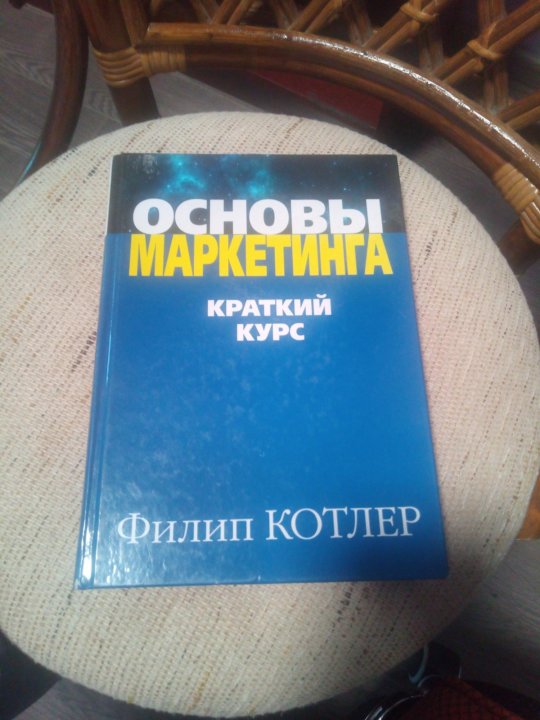 ОСНОВЫ
МАРКЕТИНГА
КРАТКИЙ
КУРС
Филип КОТЛЕР